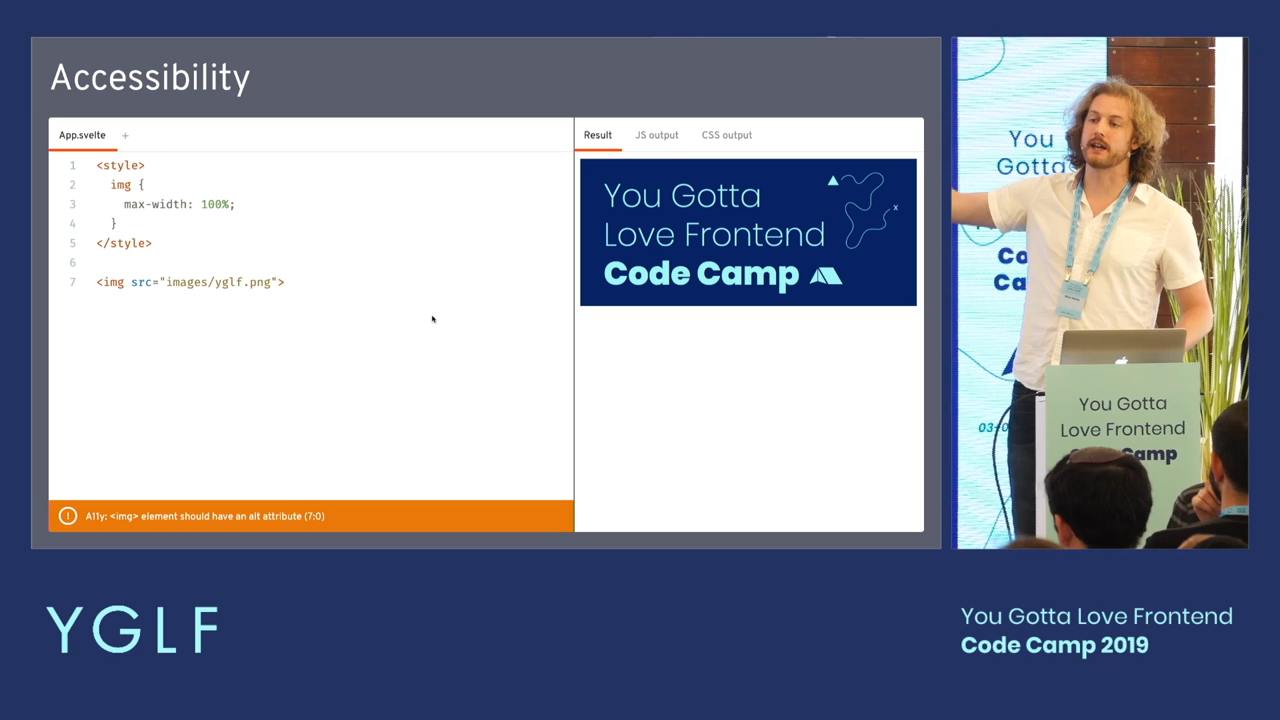 Accessibility
App.svelte +
1 <style>
2 img {
3 max-width: 100%;
4 }
5 </style>
6
7 <img src="images/yglf.png">
! A11y: <img> element should have an alt attribute (7:0)
Result JS output CSS output
You Gotta
Love Frontend
Code Camp
x
You
Gotta
Co
Ca
03-0
You Gotta
Love Frontend
Camp
YGLF
You Gotta Love Frontend
Code Camp 2019